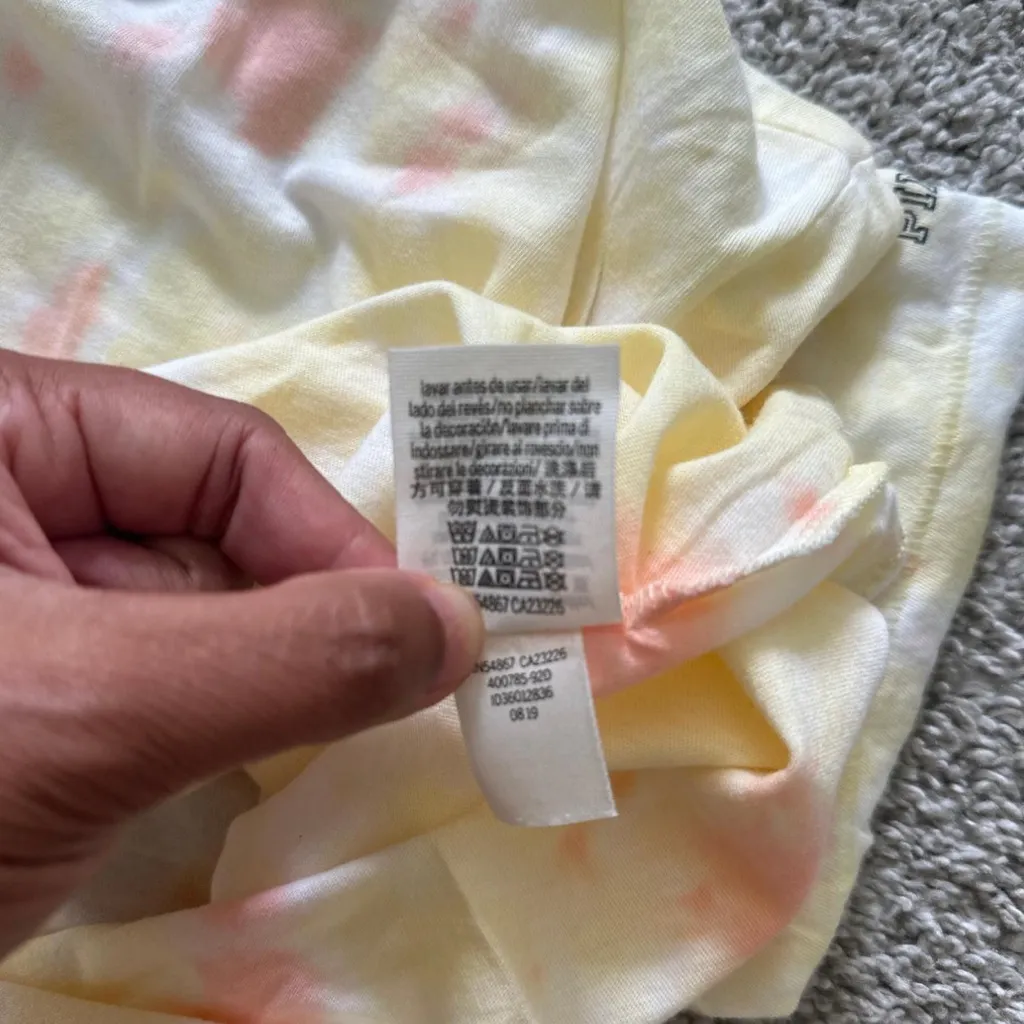 PIN
lavar antes de usar/lavar del
lado del revés/no planchar sobre
la decoración/lavare prima di
indossare/girare al rovescio/non
stirare le decorazioni/ 洗涤后
方可穿着 / 反面水洗 / 请
勿熨烫装饰部分
54867 CA23226
N54867 CA23226
400785-92D
ID36012836
0819